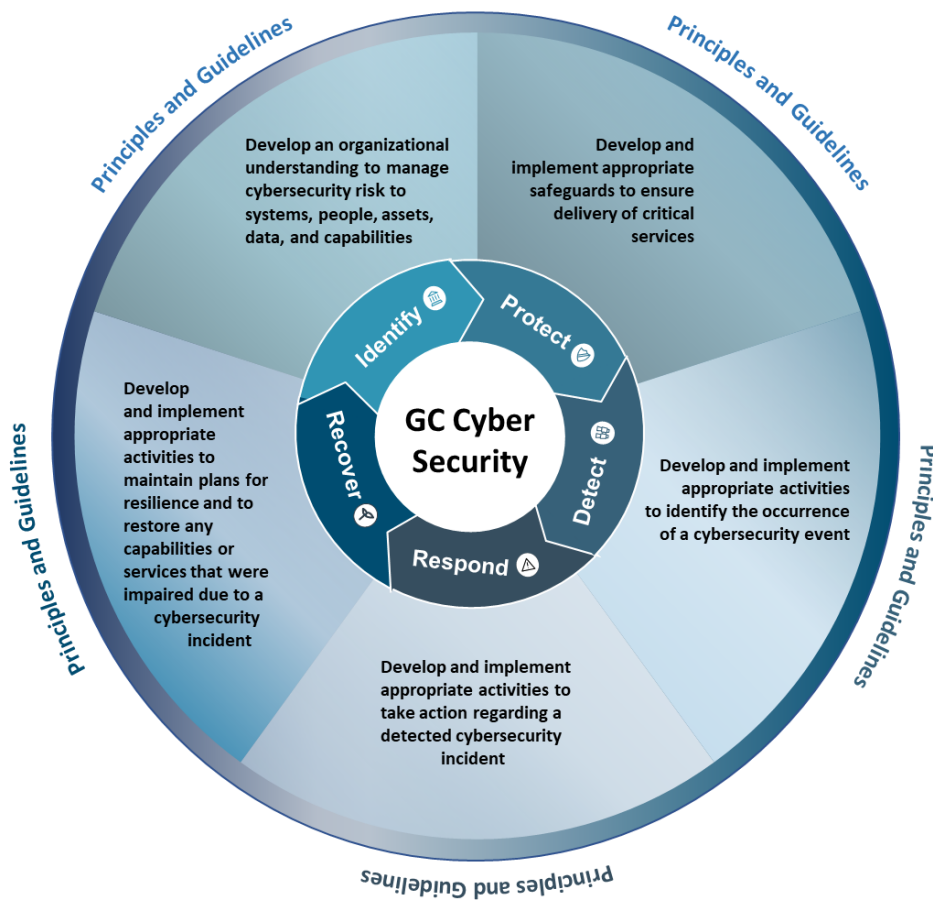 Principles and Guidelines
Principles and Guidelines
Develop an organizational
understanding to manage
cybersecurity risk to
systems, people, assets,
data, and capabilities
Develop and
implement appropriate
safeguards to ensure
delivery of critical
services
Identify
Protect
Detect
Respond
Recover
GC Cyber
Security
Develop and implement
appropriate activities
to identify the occurrence
of a cybersecurity event
Principles and Guidelines
Develop and implement
appropriate activities to
take action regarding a
detected cybersecurity
incident
Principles and Guidelines
Develop
and implement
appropriate
activities to
maintain plans for
resilience and to
restore any
capabilities or
services that were
impaired due to a
cybersecurity
incident
Principles and Guidelines